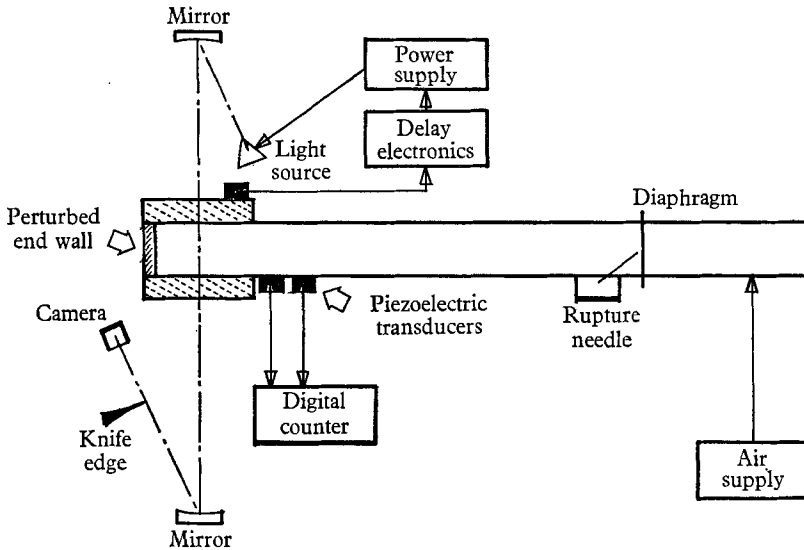 Mirror
Power
supply
Delay
electronics
Light
source
Diaphragm
Perturbed
end wall
Camera
Piezoelectric
transducers
Rupture
needle
Digital
counter
Knife
edge
Air
supply
Mirror